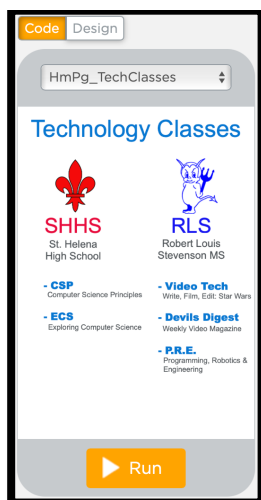 Code Design
HmPg_TechClasses
Technology Classes
SHHS
St. Helena
High School
- CSP
Computer Science Principles
- ECS
Exploring Computer Science
RLS
Robert Louis
Stevenson MS
- Video Tech
Write, Film, Edit: Star Wars
- Devils Digest
Weekly Video Magazine
- P.R.E.
Programming, Robotics &
Engineering
Run